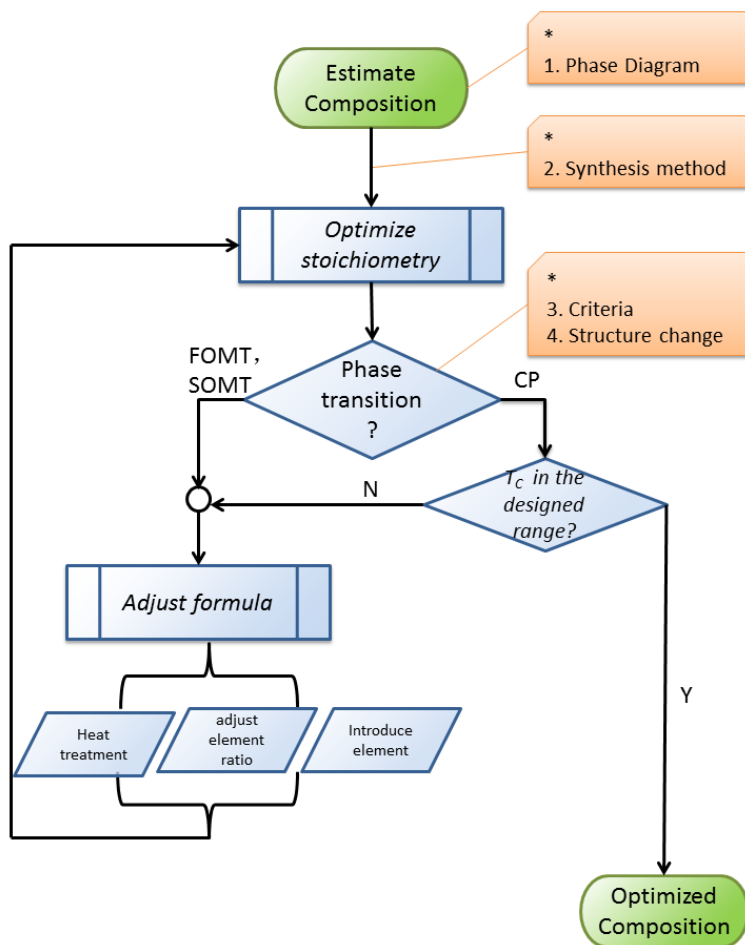 Estimate
Composition
*
1. Phase Diagram
*
2. Synthesis method
Optimize
stoichiometry
*
3. Criteria
4. Structure change
FOMT，
SOMT
Phase
transition
?
CP
T_C in the
designed
range?
N
Adjust formula
Y
Heat
treatment
adjust
element
ratio
Introduce
element
Optimized
Composition